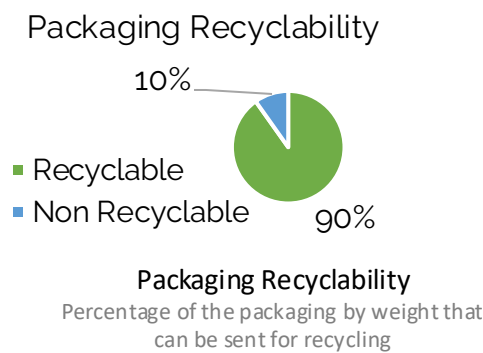 Packaging Recyclability
10%
Recyclable
Non Recyclable
90%
Packaging Recyclability
Percentage of the packaging by weight that
can be sent for recycling